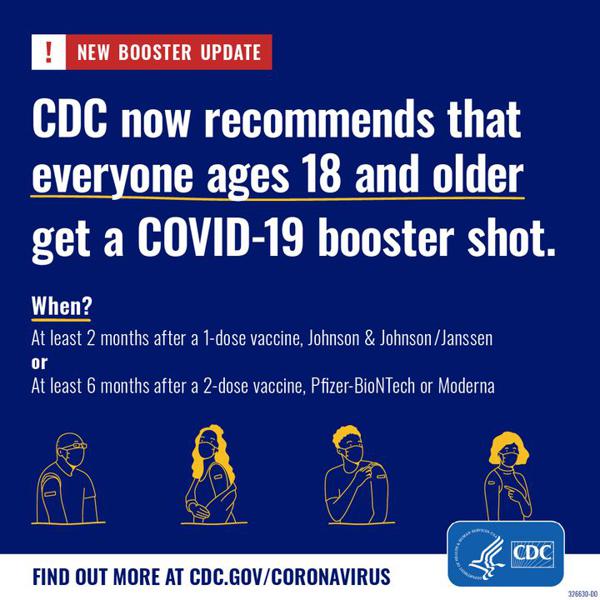 ! NEW BOOSTER UPDATE
CDC now recommends that
everyone ages 18 and older
get a COVID-19 booster shot.
When?
At least 2 months after a 1-dose vaccine, Johnson & Johnson/Janssen
or
At least 6 months after a 2-dose vaccine, Pfizer-BioNTech or Moderna
CDC
FIND OUT MORE AT CDC.GOV/CORONAVIRUS
326630-DD